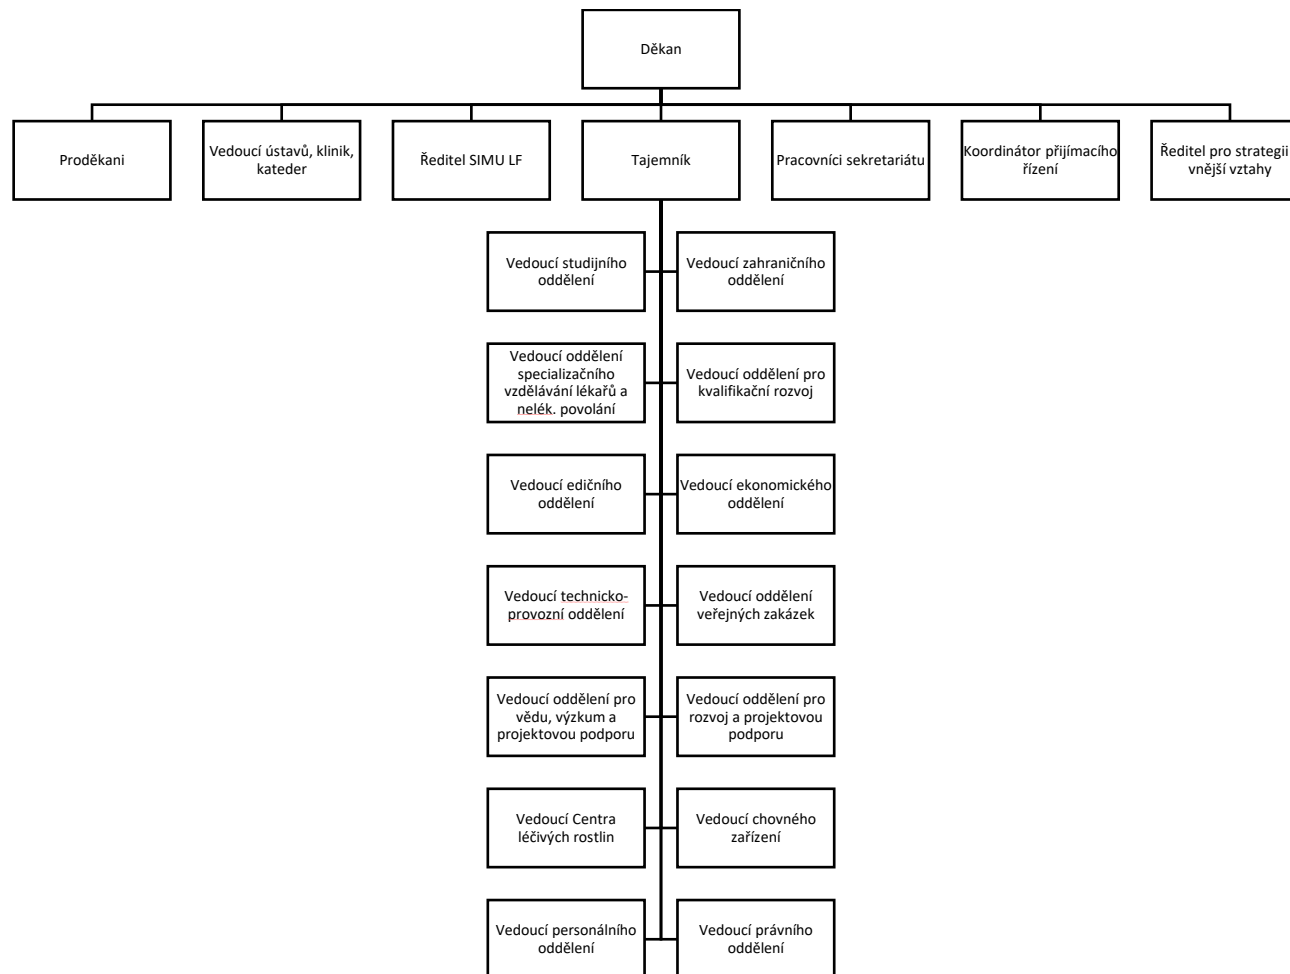 Děkan
Proděkani
Vedoucí ústavů, klinik,
kateder
Ředitel SIMU LF
Tajemník
Pracovníci sekretariátu
Koordinátor přijímacího
řízení
Ředitel pro strategii
vnější vztahy
Vedoucí studijního
oddělení
Vedoucí zahraničního
oddělení
Vedoucí oddělení
specializačního
vzdělávání lékařů a
nelék. povolání
Vedoucí oddělení pro
kvalifikační rozvoj
Vedoucí edičního
oddělení
Vedoucí ekonomického
oddělení
Vedoucí technicko-
provozní oddělení
Vedoucí oddělení
veřejných zakázek
Vedoucí oddělení pro
vědu, výzkum a
projektovou podporu
Vedoucí oddělení pro
rozvoj a projektovou
podporu
Vedoucí Centra
léčivých rostlin
Vedoucí chovného
zařízení
Vedoucí personálního
oddělení
Vedoucí právního
oddělení